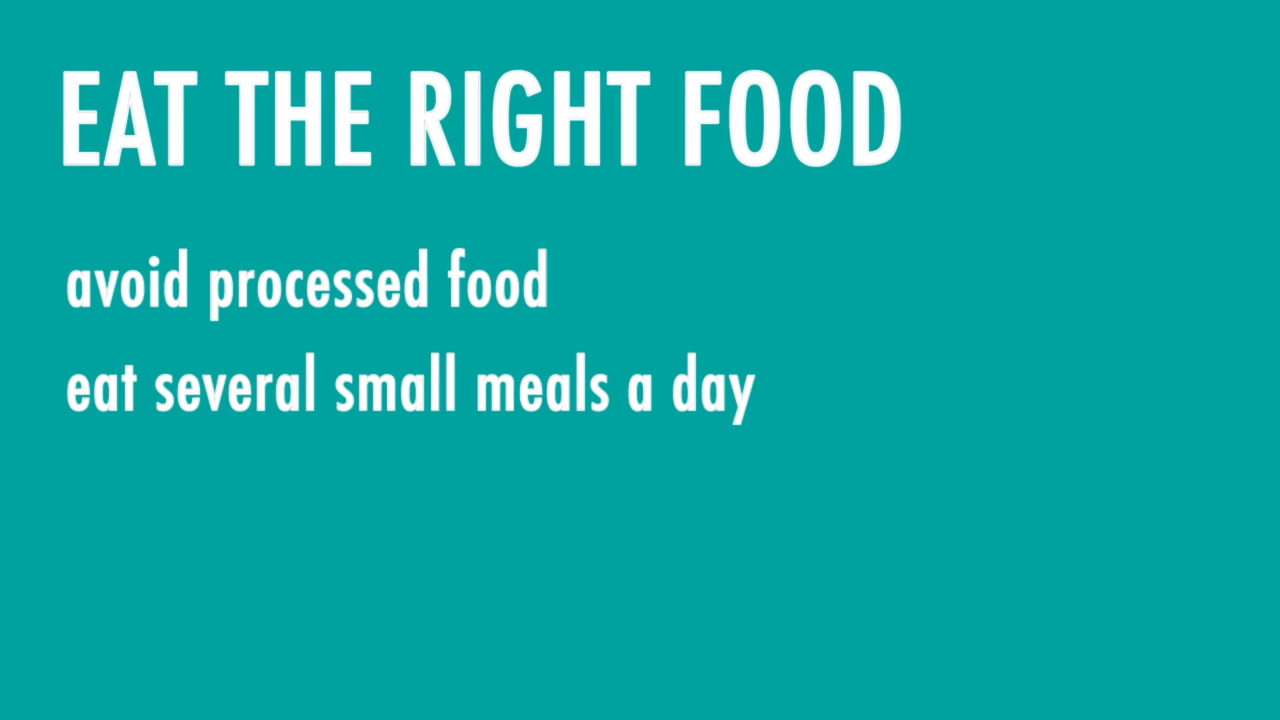 EAT THE RIGHT FOOD
avoid processed food
eat several small meals a day